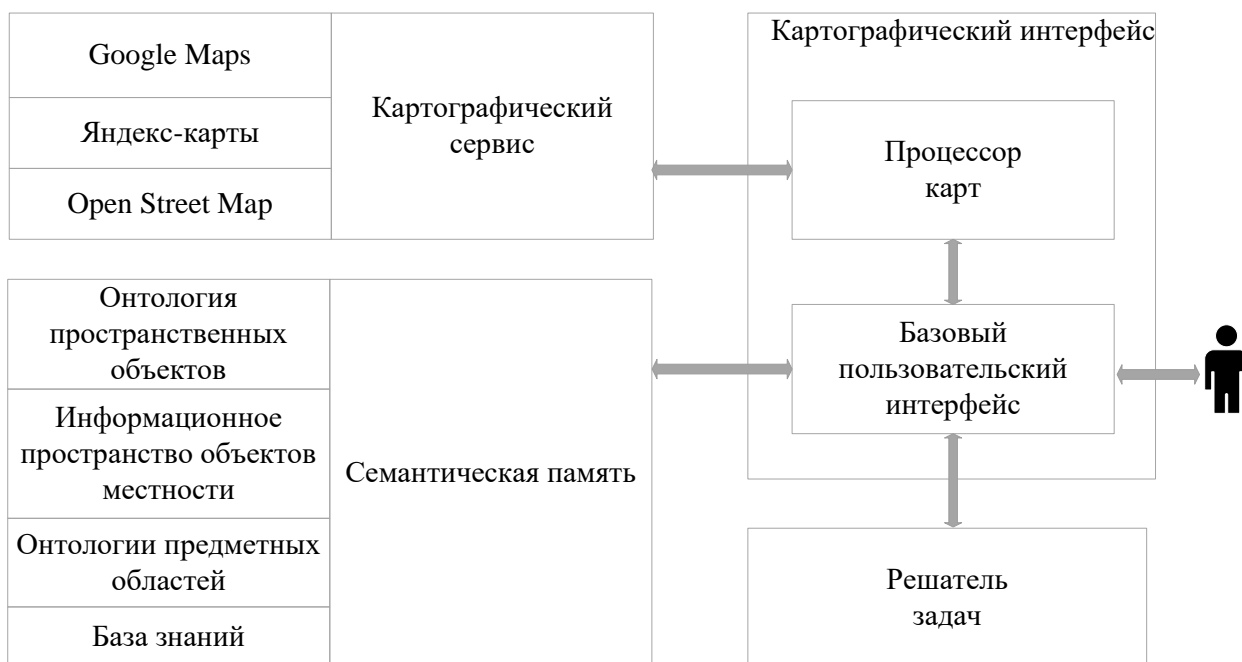 Google Maps
Яндекс-карты
Open Street Map
Картографический
сервис
Картографический интерфейс
Процессор
карт
Базовый
пользовательский
интерфейс
Онтология
пространственных
объектов
Информационное
пространство объектов
местности
Онтологии предметных
областей
База знаний
Семантическая память
Решатель
задач